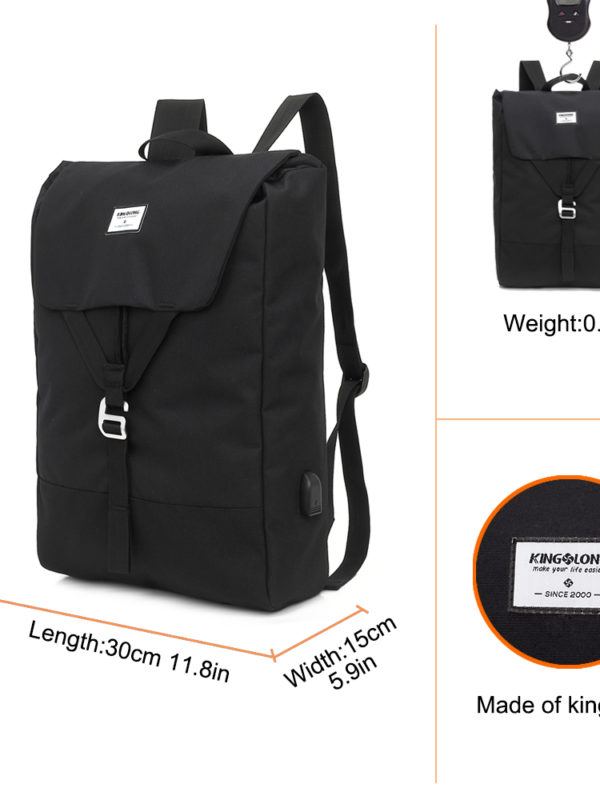 KINGSLONG
Length:30cm 11.8in
Width:15cm
5.9in
Weight:0.
KINGSLON
make your life easie
SINCE 2000
Made of king